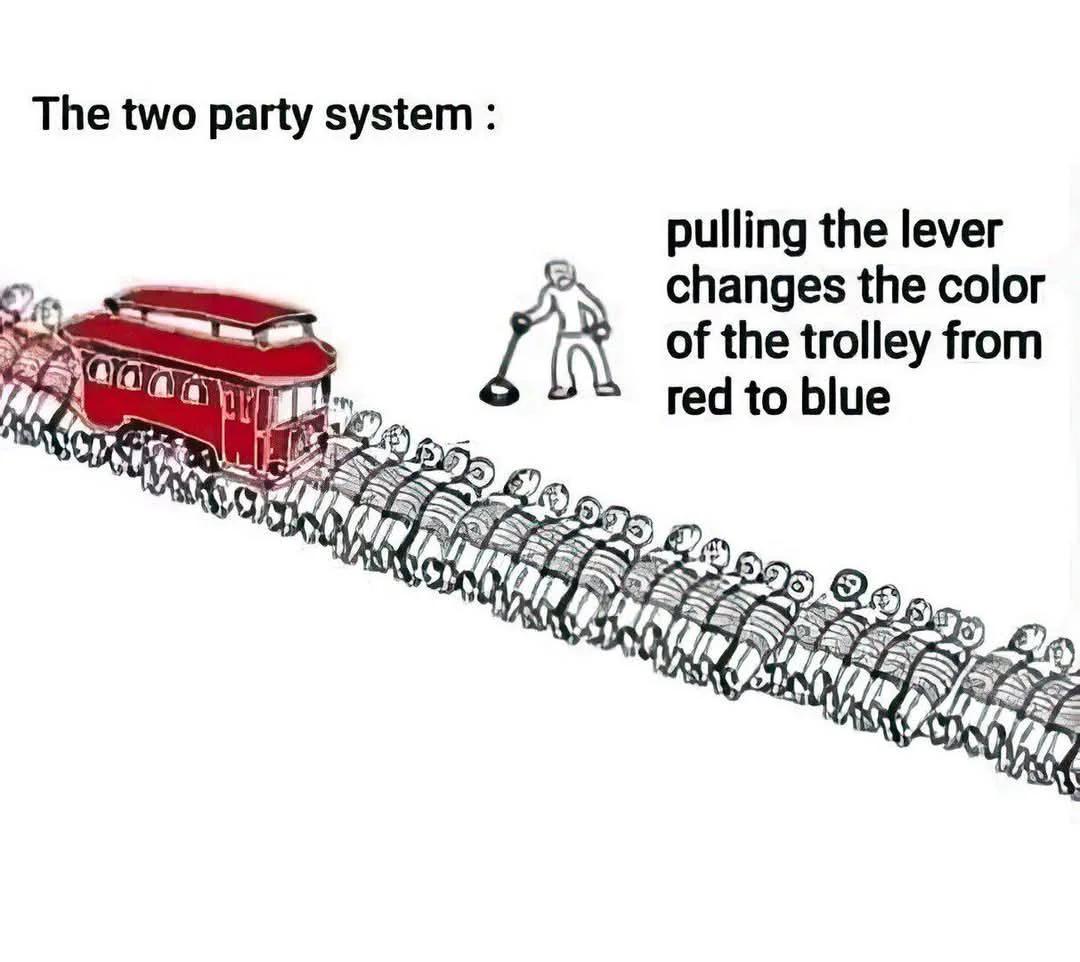 The two party system :
pulling the lever
changes the color
of the trolley from
red to blue